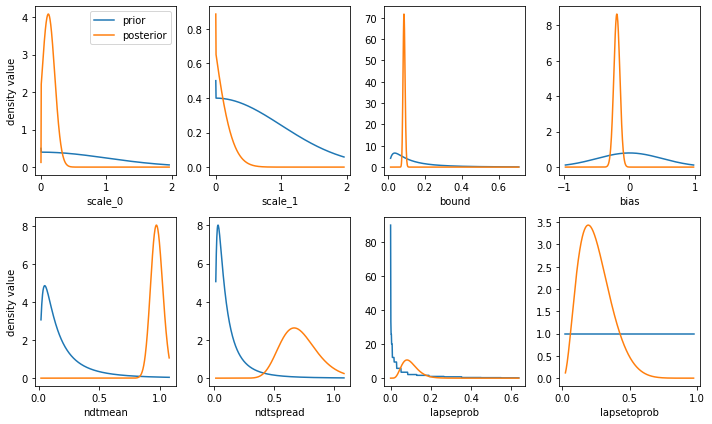 4
3
2
1
0
density value
prior
posterior
0 1 2
scale_0
0.8
0.6
0.4
0.2
0.0
0 1 2
scale_1
70
60
50
40
30
20
10
0
0.0 0.2 0.4 0.6
bound
8
6
4
2
0
-1 0 1
bias
8
6
4
2
0
density value
0.0 0.5 1.0
ndtmean
8
6
4
2
0
0.0 0.5 1.0
ndtspread
80
60
40
20
0
0.0 0.2 0.4 0.6
lapseprob
3.5
3.0
2.5
2.0
1.5
1.0
0.5
0.0
0.0 0.5 1.0
lapsetoprob